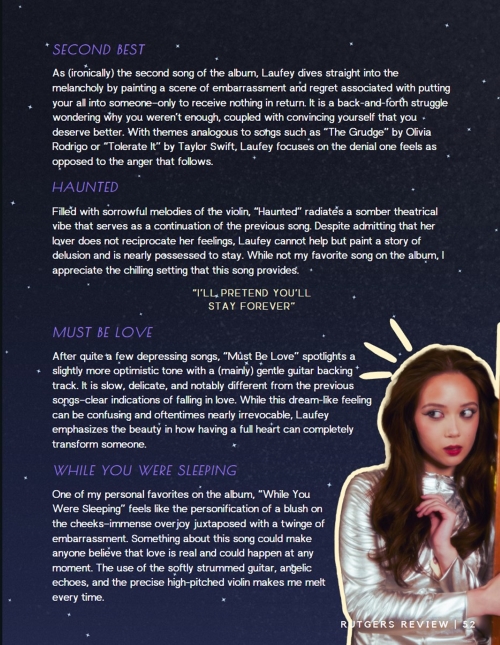 SECOND BEST
As (ironically) the second song of the album, Laufey dives straight into the
melancholy by painting a scene of embarrassment and regret associated with putting
your all into someone–only to receive nothing in return. It is a back-and-forth struggle
wondering why you weren't enough, coupled with convincing yourself that you
deserve better. With themes analogous to songs such as "The Grudge" by Olivia
Rodrigo or "Tolerate It" by Taylor Swift, Laufey focuses on the denial one feels as
opposed to the anger that follows.
HAUNTED
Filled with sorrowful melodies of the violin, "Haunted" radiates a somber theatrical
vibe that serves as a continuation of the previous song. Despite admitting that her
lover does not reciprocate her feelings, Laufey cannot help but paint a story of
delusion and is nearly possessed to stay. While not my favorite song on the album, I
appreciate the chilling setting that this song provides.
"I'LL PRETEND YOU'LL
STAY FOREVER"
MUST BE LOVE
After quite a few depressing songs, "Must Be Love" spotlights a
slightly more optimistic tone with a (mainly) gentle guitar backing
track. It is slow, delicate, and notably different from the previous
songs–clear indications of falling in love. While this dream-like feeling
can be confusing and oftentimes nearly irrevocable, Laufey
emphasizes the beauty in how having a full heart can completely
transform someone.
WHILE YOU WERE SLEEPING
One of my personal favorites on the album, "While You
Were Sleeping" feels like the personification of a blush on
the cheeks–immense overjoy juxtaposed with a twinge of
embarrassment. Something about this song could make
anyone believe that love is real and could happen at any
moment. The use of the softly strummed guitar, angelic
echoes, and the precise high-pitched violin makes me melt
every time.
RUTGERS REVIEW | 52